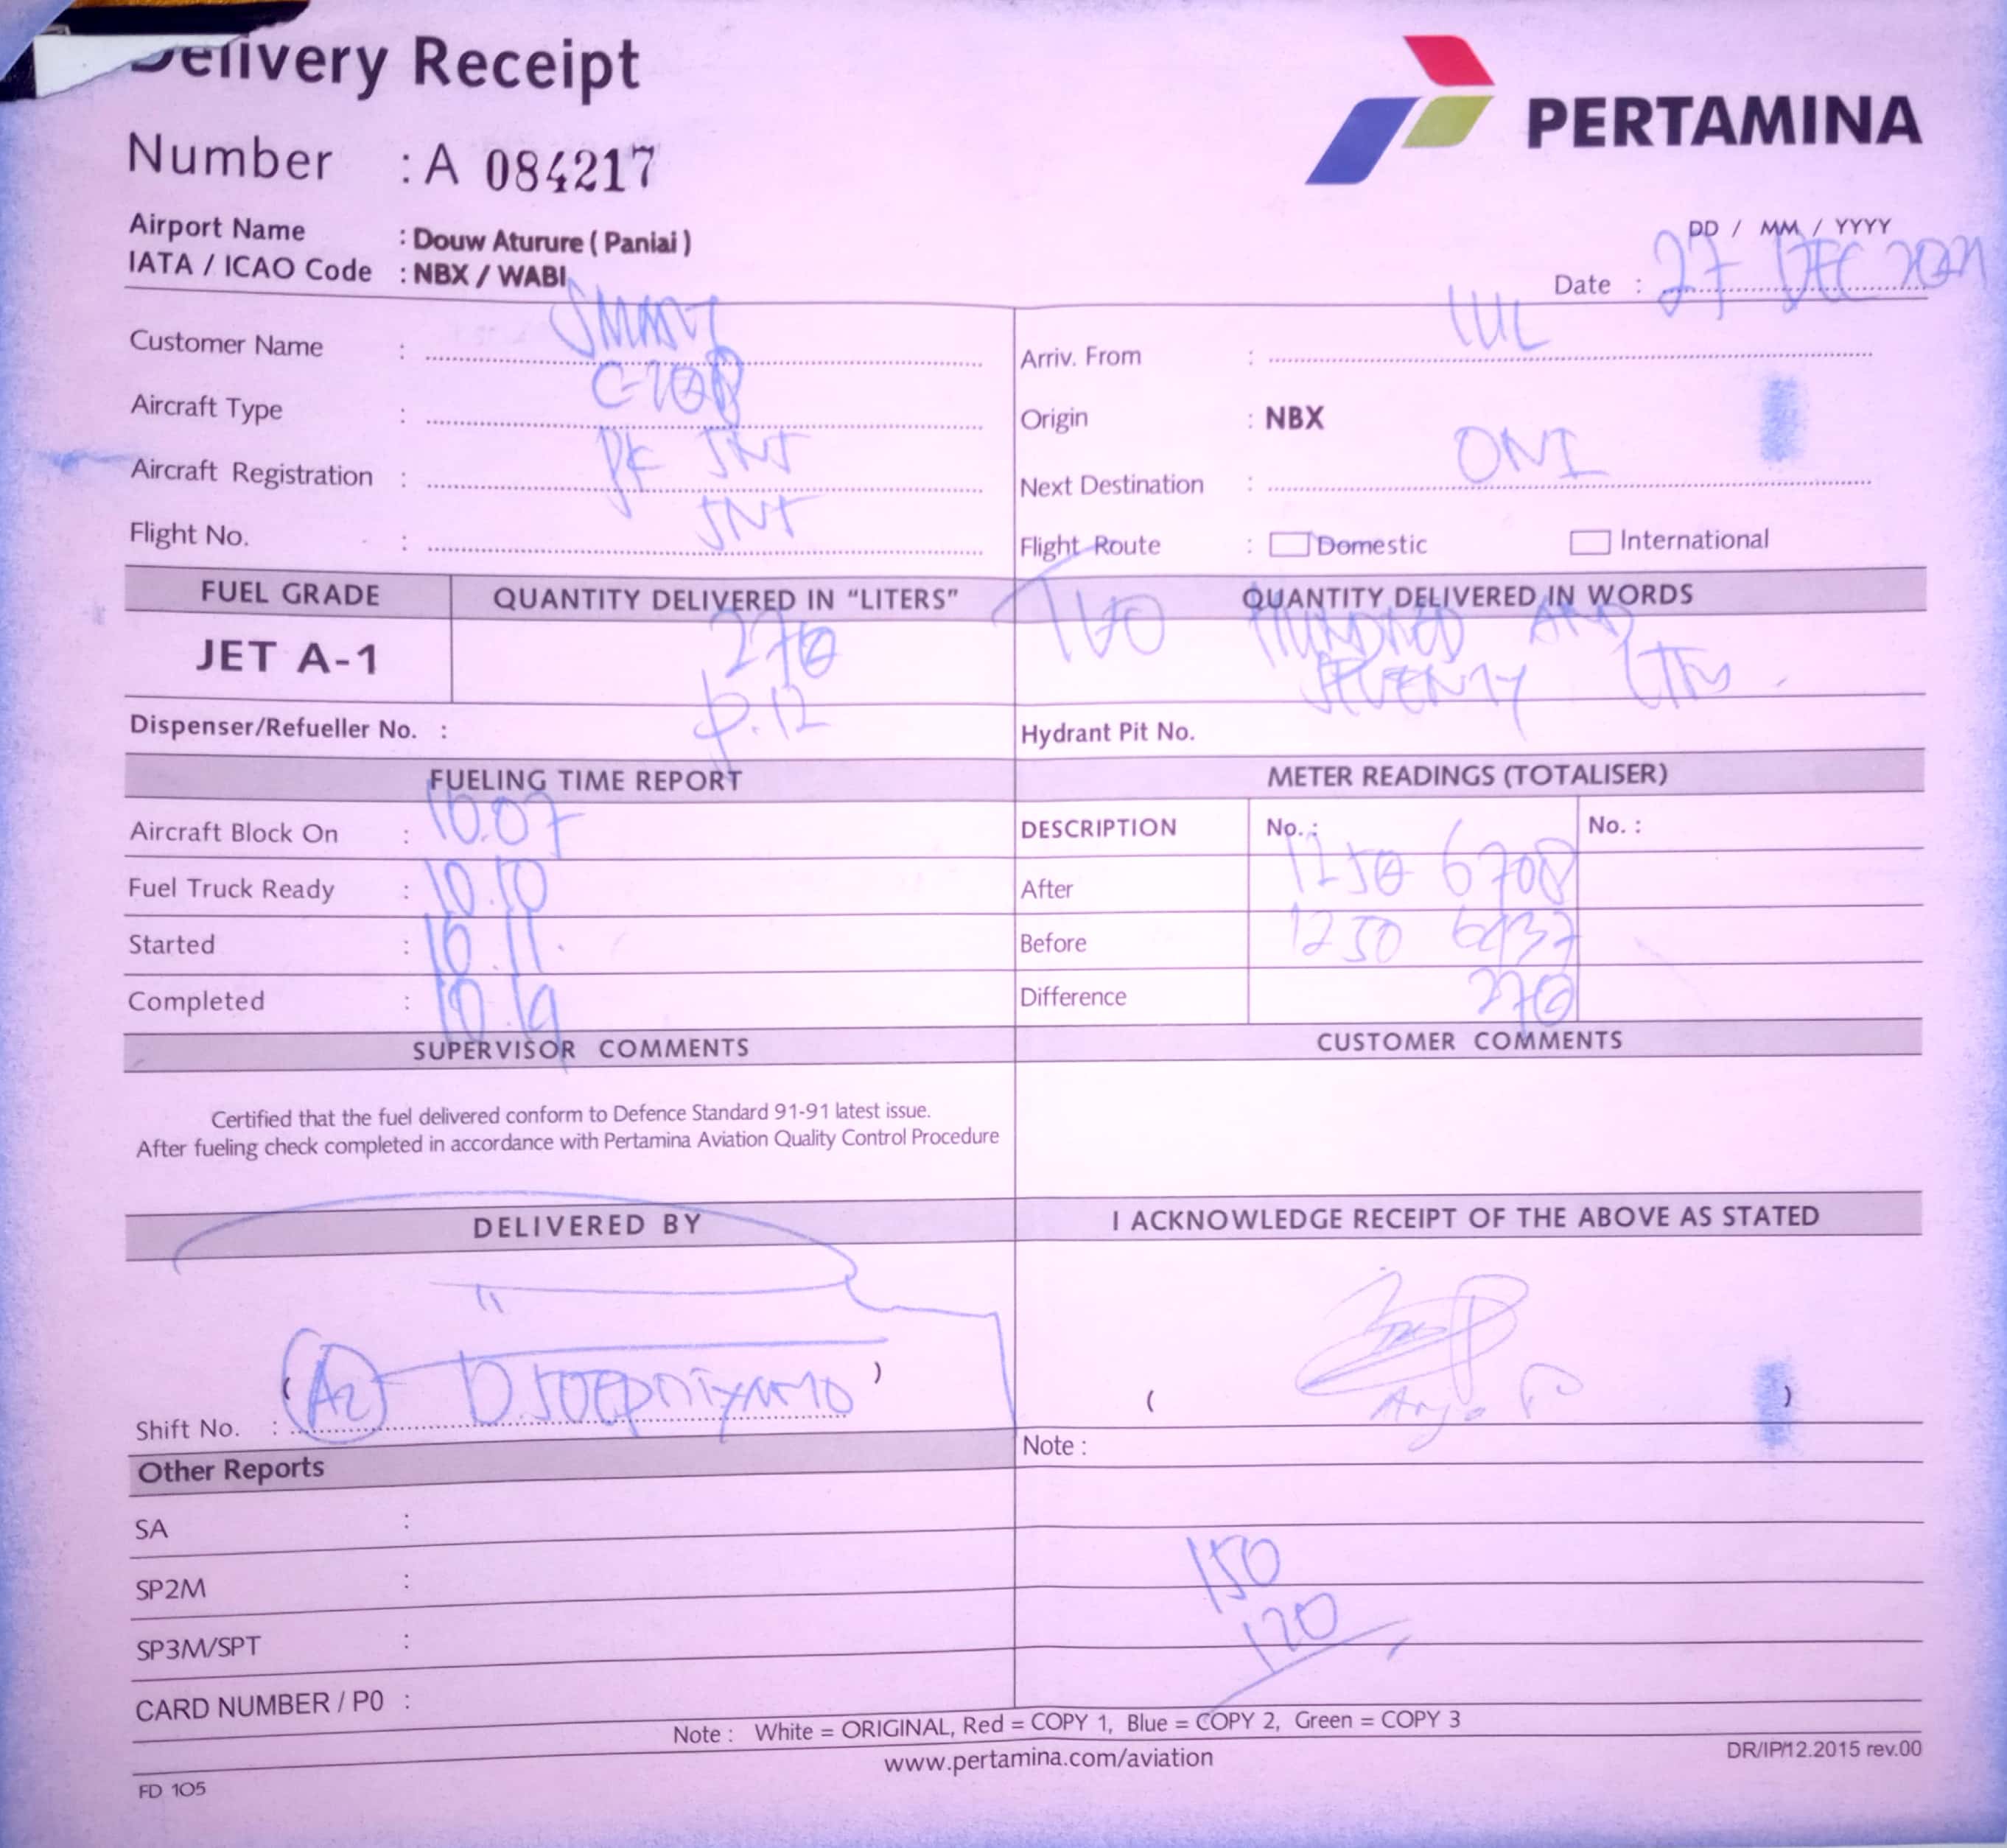 Delivery Receipt
PERTAMINA
Number : A 084217
Airport Name : Douw Aturure ( Paniai )
IATA / ICAO Code : NBX / WABI
DD / MM / YYYY
Date : 27 DEC 2021
Customer Name : SMART
Arriv. From : IUL
Aircraft Type : C-208
Origin : NBX
Aircraft Registration : PK SNT
Next Destination : ONI
Flight No. : SNT
Flight Route : Domestic International
FUEL GRADE QUANTITY DELIVERED IN "LITERS" QUANTITY DELIVERED IN WORDS
JET A-1 270 TWO HUNDRED AND
SEVENTY LTRS
Dispenser/Refueller No. : P.12 Hydrant Pit No.
FUELING TIME REPORT METER READINGS (TOTALISER)
Aircraft Block On : 10.07 DESCRIPTION No. : No. :
Fuel Truck Ready : 10.10 After 1250 6708
Started : 10.11. Before 1250
Completed : 10.19 Difference 270
SUPERVISOR COMMENTS CUSTOMER COMMENTS
Certified that the fuel delivered conform to Defence Standard 91-91 latest issue.
After fueling check completed in accordance with Pertamina Aviation Quality Control Procedure
DELIVERED BY I ACKNOWLEDGE RECEIPT OF THE ABOVE AS STATED
( )
( )
Shift No. :
Note :
Other Reports
SA :
SP2M : 150
SP3M/SPT : 120
CARD NUMBER / P0 :
Note : White = ORIGINAL, Red = COPY 1, Blue = COPY 2, Green = COPY 3
www.pertamina.com/aviation
DR/IP/12.2015 rev.00
FD 105